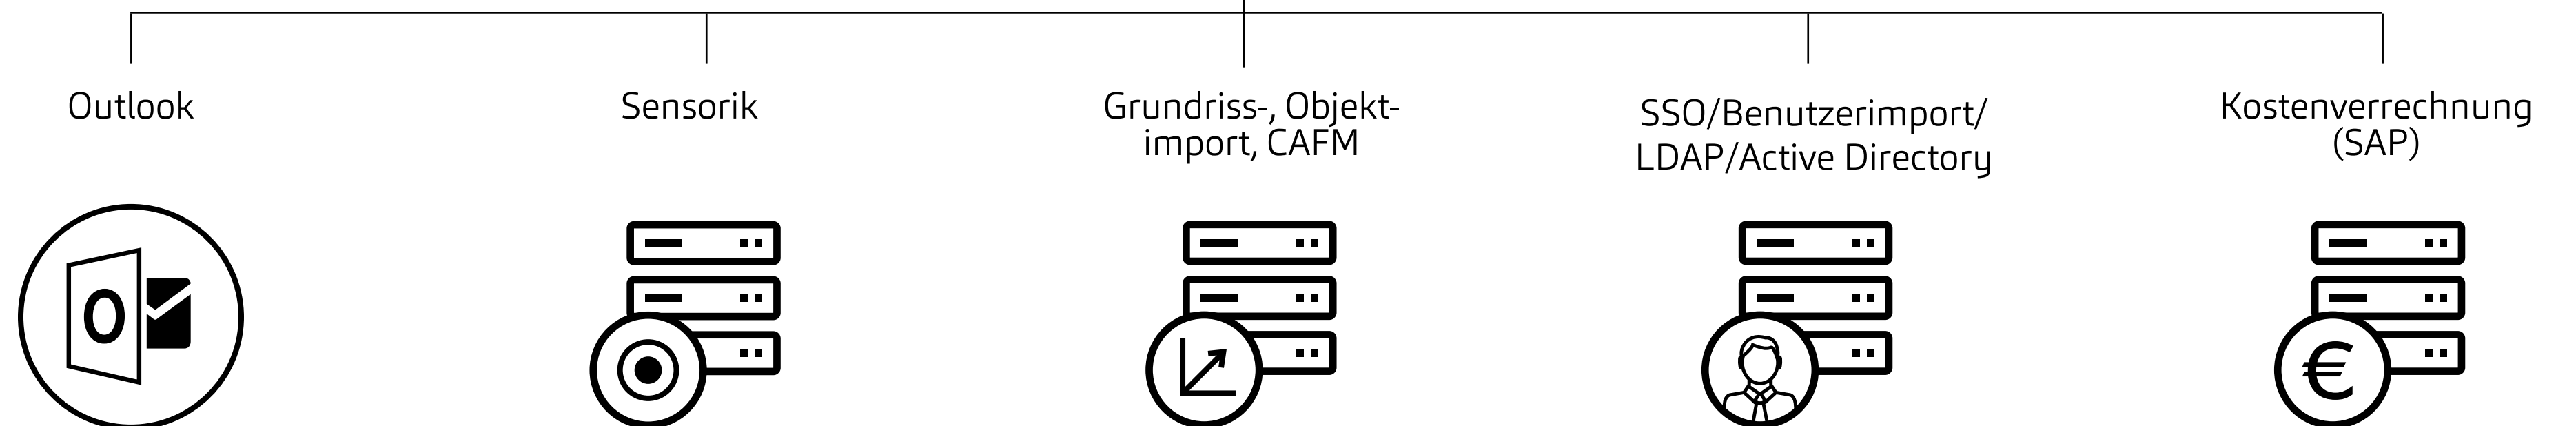 Outlook
Sensorik
Grundriss-, Objekt-
import, CAFM
SSO/Benutzerimport/
LDAP/Active Directory
Kostenverrechnung
(SAP)
O
€